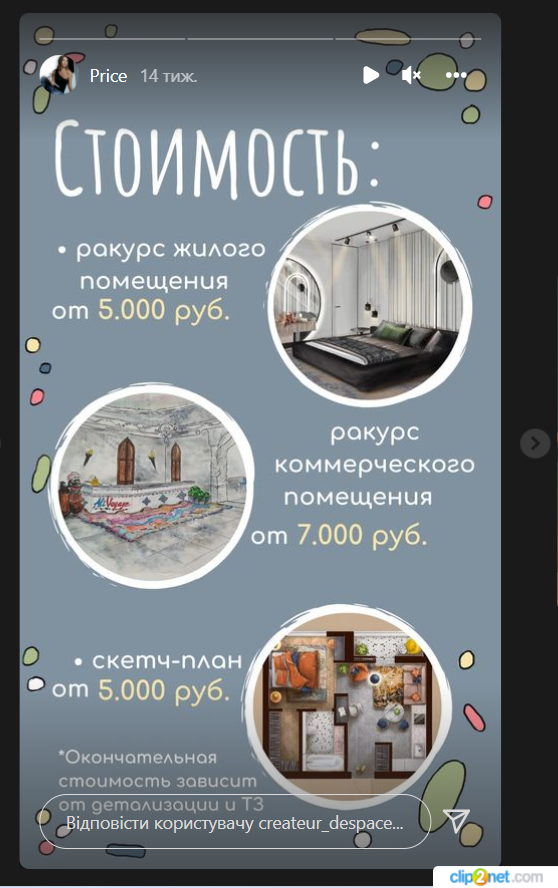 Price 14 тиж.
Стоимость:
• ракурс жилого
помещения
от 5.000 руб.
ракурс
коммерческого
помещения
от 7.000 руб.
• скетч-план
от 5.000 руб.
*Окончательная
стоимость зависит
от детализации и ТЗ
Відповісти користувачу createur_despace...
clip2net.com